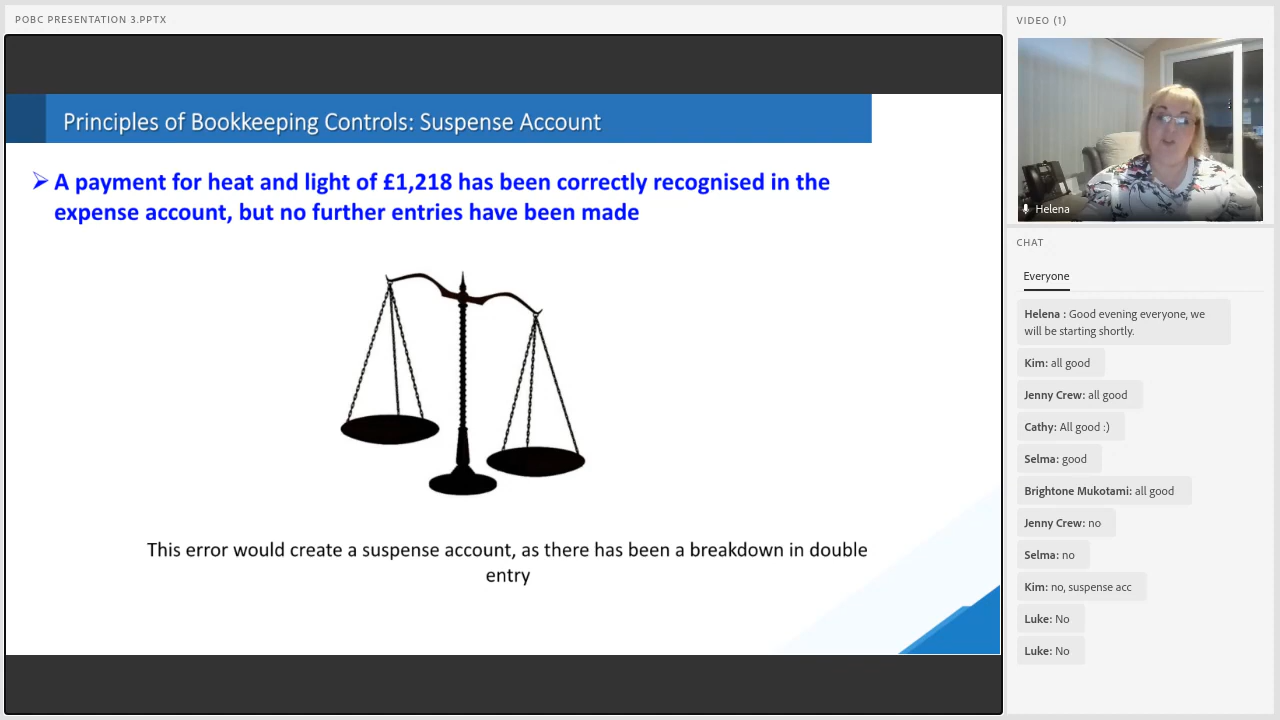 POBC PRESENTATION 3.PPTX
Principles of Bookkeeping Controls: Suspense Account
A payment for heat and light of £1,218 has been correctly recognised in the
expense account, but no further entries have been made
This error would create a suspense account, as there has been a breakdown in double
entry
VIDEO (1)
Helena
CHAT
Everyone
Helena : Good evening everyone, we
will be starting shortly.
Kim: all good
Jenny Crew: all good
Cathy: All good :)
Selma: good
Brightone Mukotami: all good
Jenny Crew: no
Selma: no
Kim: no, suspense acc
Luke: No
Luke: No